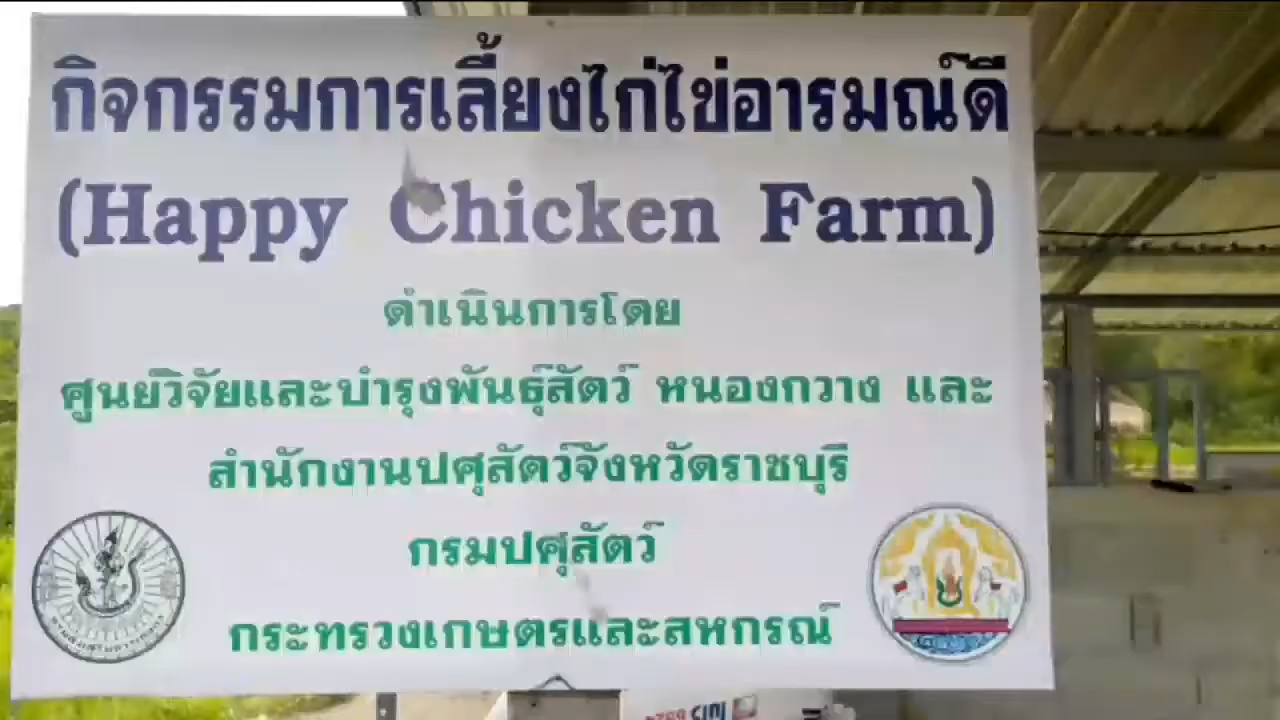 กิจกรรมการเลี้ยงไก่ไข่อารมณ์ดี
(Happy Chicken Farm)
ดำเนินการโดย
ศูนย์วิจัยและบำรุงพันธุ์สัตว์ หนองกวาง และ
สำนักงานปศุสัตว์จังหวัดราชบุรี
กรมปศุสัตว์
กระทรวงเกษตรและสหกรณ์